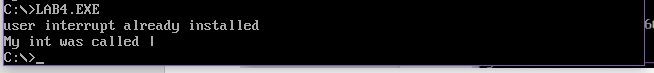 C:\>LAB4.EXE
user interrupt already installed
My int was called |
C:\>_